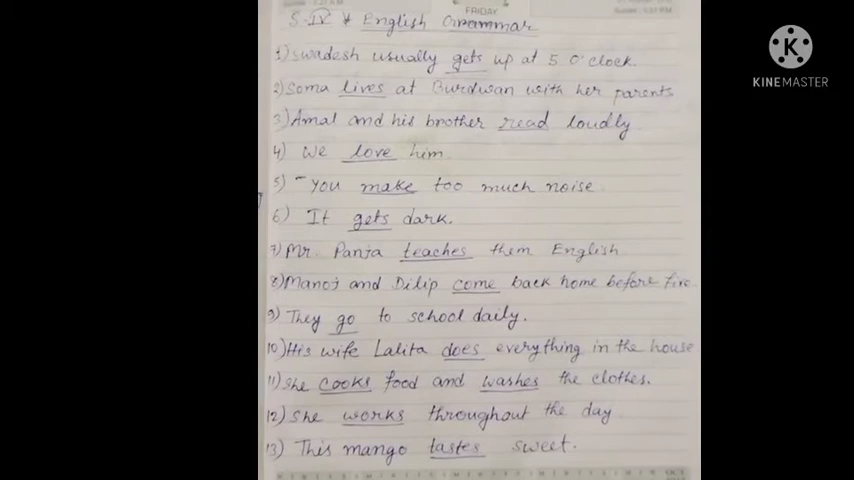 FRIDAY
S-IV * English Grammar
1) Swadesh usually gets up at 5 o'clock.
2) Soma lives at Burdwan with her parents
3) Amal and his brother read loudly
4) We love him.
5) You make too much noise.
6) It gets dark.
7) Mr. Panja teaches them English
8) Manoj and Dilip come back home before five.
9) They go to school daily.
10) His wife Lalita does everything in the house
11) She cooks food and washes the clothes.
12) She works throughout the day
13) This mango tastes sweet.
K
KINEMASTER